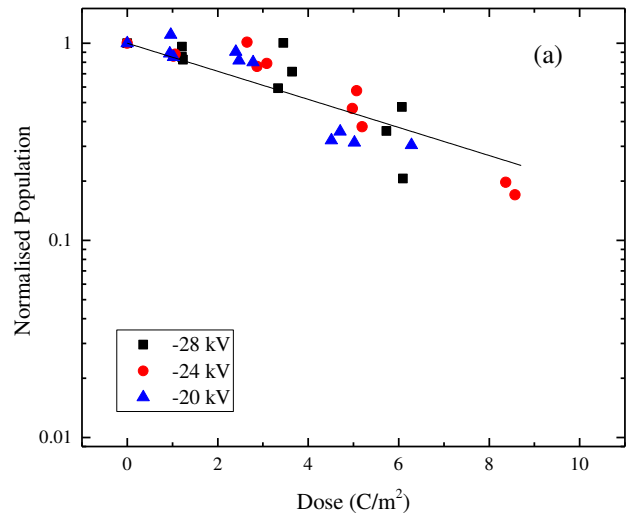 (a)
1
0.1
0.01
Normalised Population
-28 kV
-24 kV
-20 kV
0 2 4 6 8 10
Dose (C/m²)